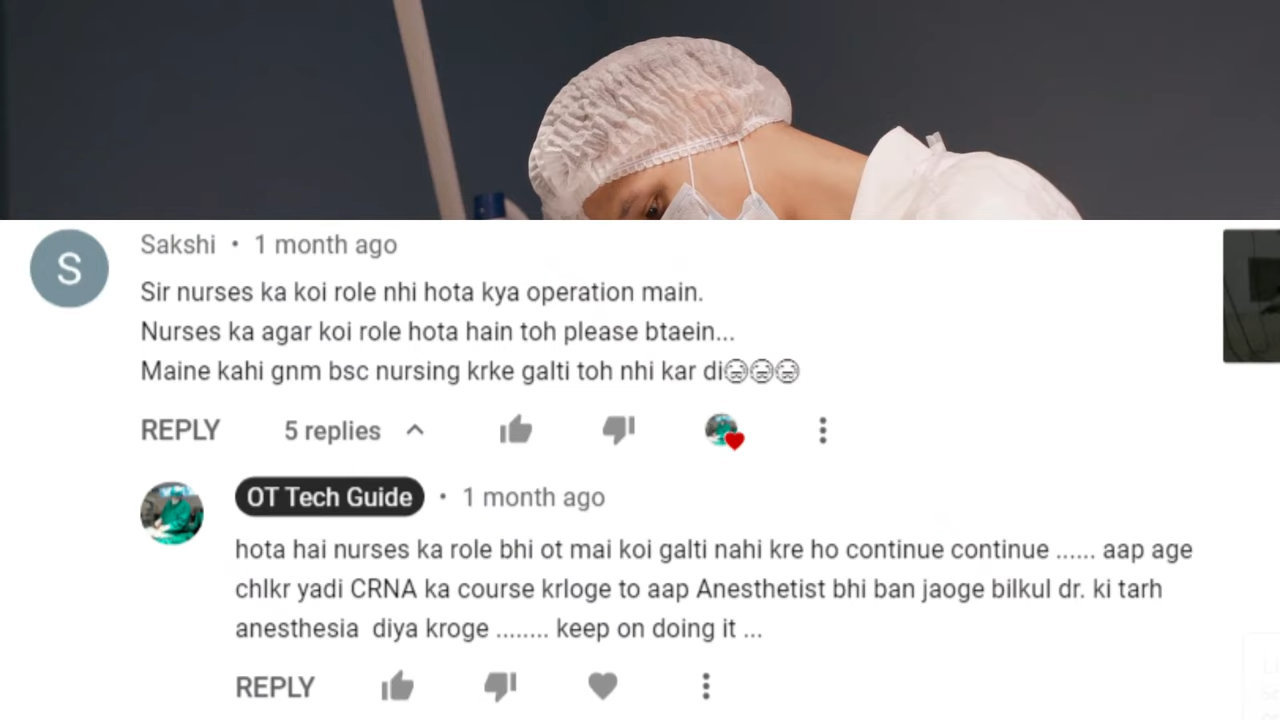 S
Sakshi • 1 month ago
Sir nurses ka koi role nhi hota kya operation main.
Nurses ka agar koi role hota hain toh please btaein...
Maine kahi gnm bsc nursing krke galti toh nhi kar di😭😭😭
REPLY 5 replies
OT Tech Guide • 1 month ago
hota hai nurses ka role bhi ot mai koi galti nahi kre ho continue continue ...... aap age
chlkr yadi CRNA ka course krloge to aap Anesthetist bhi ban jaoge bilkul dr. ki tarh
anesthesia diya kroge ........ keep on doing it ...
REPLY